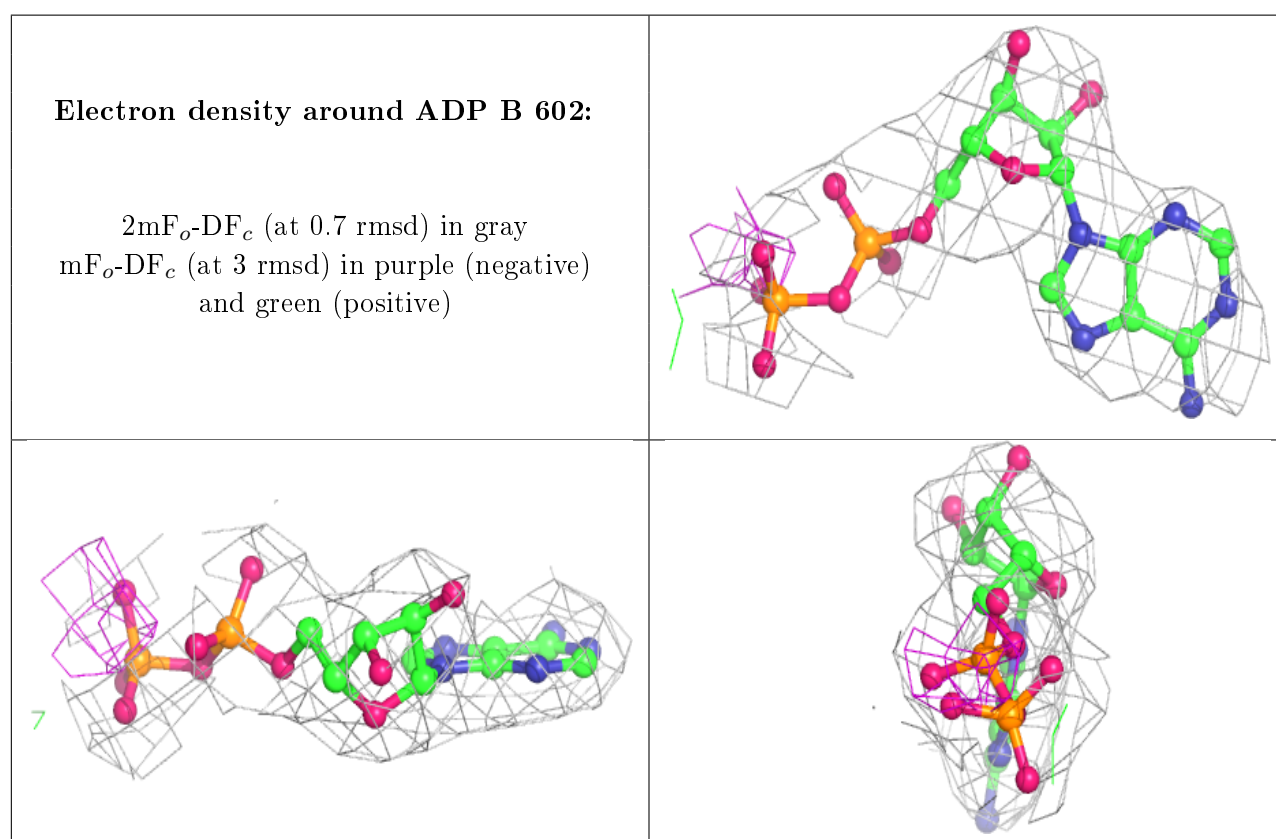 Electron density around ADP B 602:
2mFo-DFc (at 0.7 rmsd) in gray
mFo-DFc (at 3 rmsd) in purple (negative)
and green (positive)